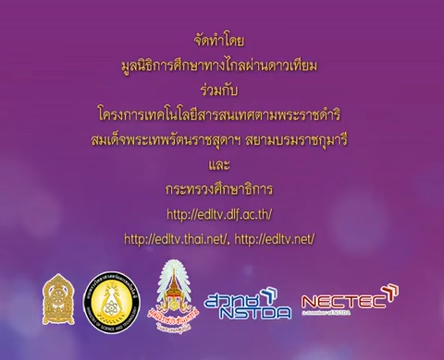 จัดทำโดย
มูลนิธิการศึกษาทางไกลผ่านดาวเทียม
ร่วมกับ
โครงการเทคโนโลยีสารสนเทศตามพระราชดำริ
สมเด็จพระเทพรัตนราชสุดาฯ สยามบรมราชกุมารี
และ
กระทรวงศึกษาธิการ
http://edltv.dlf.ac.th/
http://edltv.thai.net/, http://edltv.net/
สวทช
NSTDA
NECTEC
a member of NSTDA